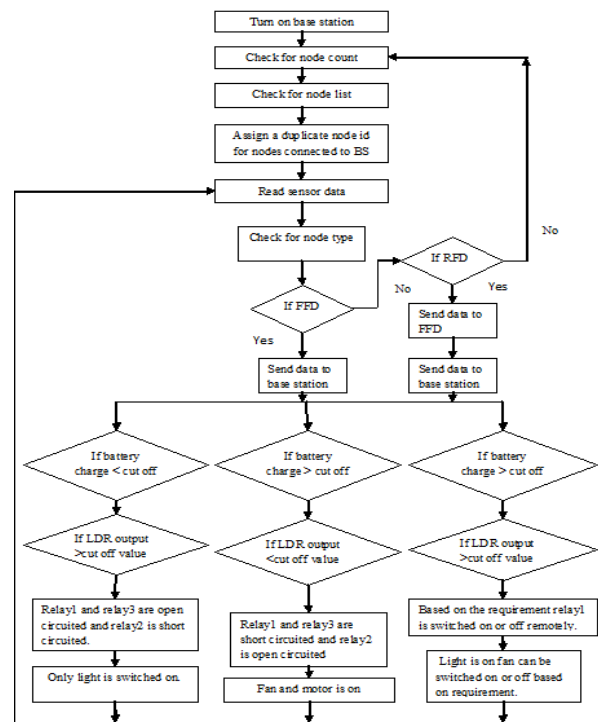 Turn on base station
Check for node count
Check for node list
Assign a duplicate node id
for nodes connected to BS
Read sensor data
Check for node type
No
If RFD
If FFD
No
Yes
Send data to
FFD
Yes
Send data to
base station
Send data to
base station
If battery
charge < cut off
If battery
charge > cut off
If battery
charge > cut off
If LDR output
>cut off value
If LDR output
<cut off value
If LDR output
>cut off value
Relay1 and relay3 are open
circuited and relay2 is short
circuited.
Relay1 and relay3 are
short circuited and relay2
is open circuited
Based on the requirement relay1
is switched on or off remotely.
Only light is switched on.
Fan and motor is on
Light is on fan can be
switched on or off based
on requirement.